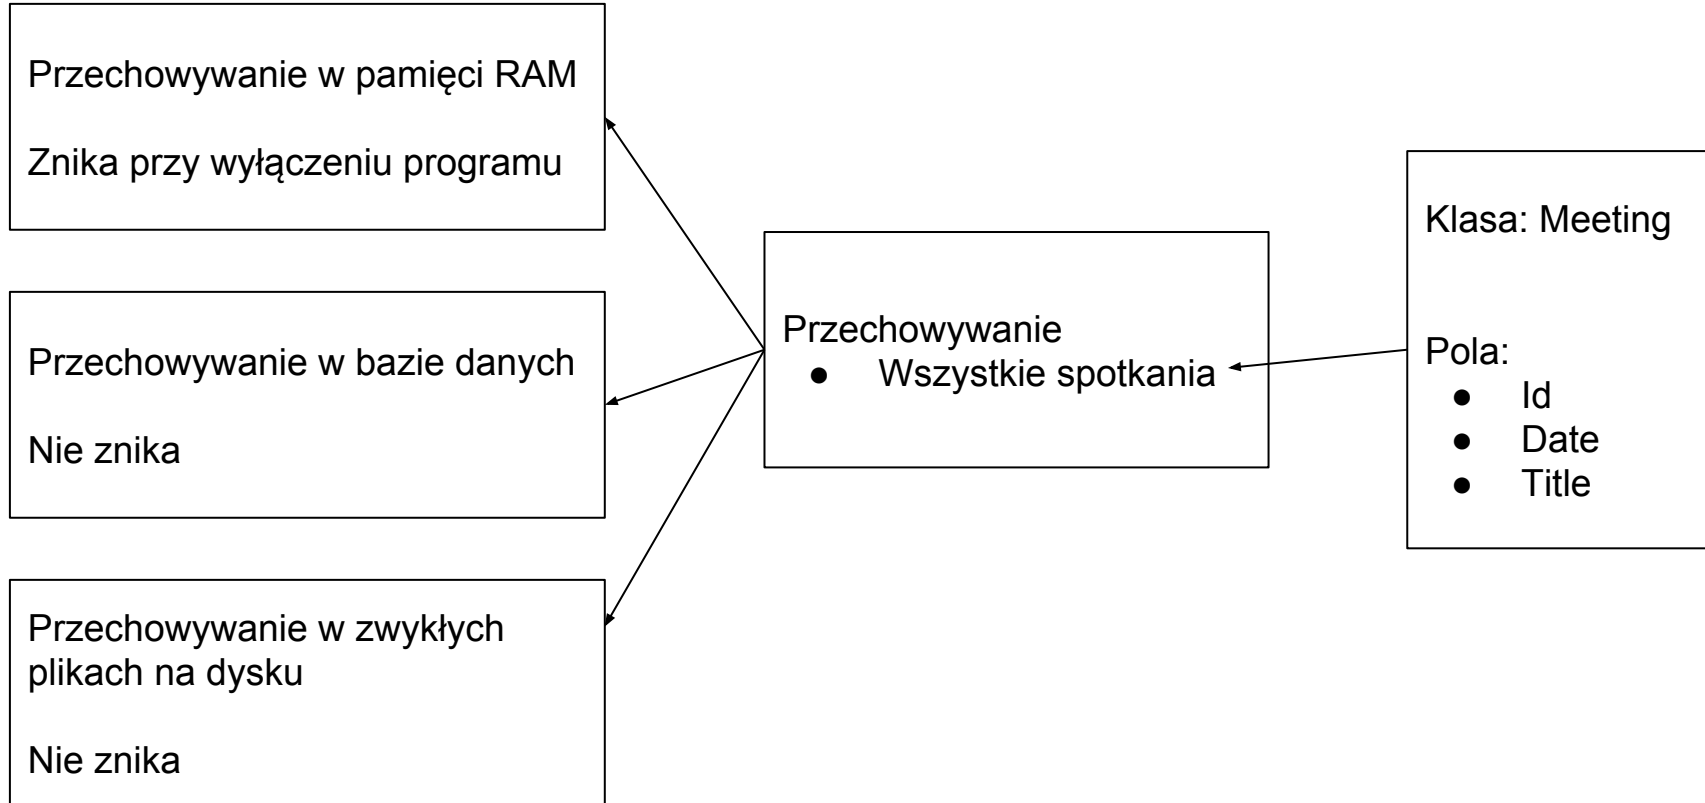 Przechowywanie w pamięci RAM
Znika przy wyłączeniu programu
Przechowywanie w bazie danych
Nie znika
Przechowywanie w zwykłych
plikach na dysku
Nie znika
Przechowywanie
● Wszystkie spotkania
Klasa: Meeting
Pola:
● Id
● Date
● Title